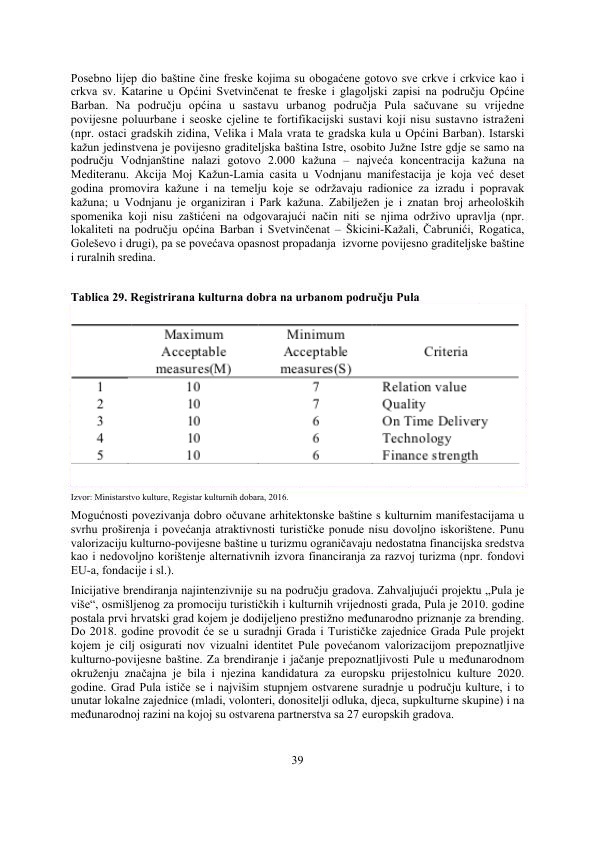 Posebno lijep dio baštine čine freske kojima su obogaćene gotovo sve crkve i crkvice kao i
crkva sv. Katarine u Općini Svetvinčenat te freske i glagoljski zapisi na području Općine
Barban. Na području općina u sastavu urbanog područja Pula sačuvane su vrijedne
povijesne poluurbane i seoske cjeline te fortifikacijski sustavi koji nisu sustavno istraženi
(npr. ostaci gradskih zidina, Velika i Mala vrata te gradska kula u Općini Barban). Istarski
kažun jedinstvena je povijesno graditeljska baština Istre, osobito Južne Istre gdje se samo na
području Vodnjanštine nalazi gotovo 2.000 kažuna – najveća koncentracija kažuna na
Mediteranu. Akcija Moj Kažun-Lamia casita u Vodnjanu manifestacija je koja već deset
godina promovira kažune i na temelju koje se održavaju radionice za izradu i popravak
kažuna; u Vodnjanu je organiziran i Park kažuna. Zabilježen je i znatan broj arheoloških
spomenika koji nisu zaštićeni na odgovarajući način niti se njima održivo upravlja (npr.
lokaliteti na području općina Barban i Svetvinčenat – Škicini-Kažali, Čabrunići, Rogatica,
Golešovo i drugi), pa se povećava opasnost propadanja izvorne povijesno graditeljske baštine
i ruralnih sredina.
Tablica 29. Registrirana kulturna dobra na urbanom području Pula
Maximum Acceptable measures(M) Minimum Acceptable measures(S) Criteria
1 10 7 Relation value
2 10 7 Quality
3 10 6 On Time Delivery
4 10 6 Technology
5 10 6 Finance strength
Izvor: Ministarstvo kulture, Registar kulturnih dobara, 2016.
Mogućnosti povezivanja dobro očuvane arhitektonske baštine s kulturnim manifestacijama u
svrhu proširenja i povećanja atraktivnosti turističke ponude nisu dovoljno iskorištene. Punu
valorizaciju kulturno-povijesne baštine u turizmu ograničavaju nedostatna financijska sredstva
kao i nedovoljno korištenje alternativnih izvora financiranja za razvoj turizma (npr. fondovi
EU-a, fondacije i sl.).
Inicijative brendiranja najintenzivnije su na području gradova. Zahvaljujući projektu „Pula je
više“, osmišljenog za promociju turističkih i kulturnih vrijednosti grada, Pula je 2010. godine
postala prvi hrvatski grad kojem je dodijeljeno prestižno međunarodno priznanje za brending.
Do 2018. godine provodit će se u suradnji Grada i Turističke zajednice Grada Pule projekt
kojem je cilj osigurati nov vizualni identitet Pule povećanom valorizacijom prepoznatljive
kulturno-povijesne baštine. Za brendiranje i jačanje prepoznatljivosti Pule u međunarodnom
okruženju značajna je bila i njezina kandidatura za europsku prijestolnicu kulture 2020.
godine. Grad Pula ističe se i najvišim stupnjem ostvarene suradnje u području kulture, i to
unutar lokalne zajednice (mladi, volonteri, donositelji odluka, djeca, supkulturne skupine) i na
međunarodnoj razini na kojoj su ostvarena partnerstva sa 27 europskih gradova.
39